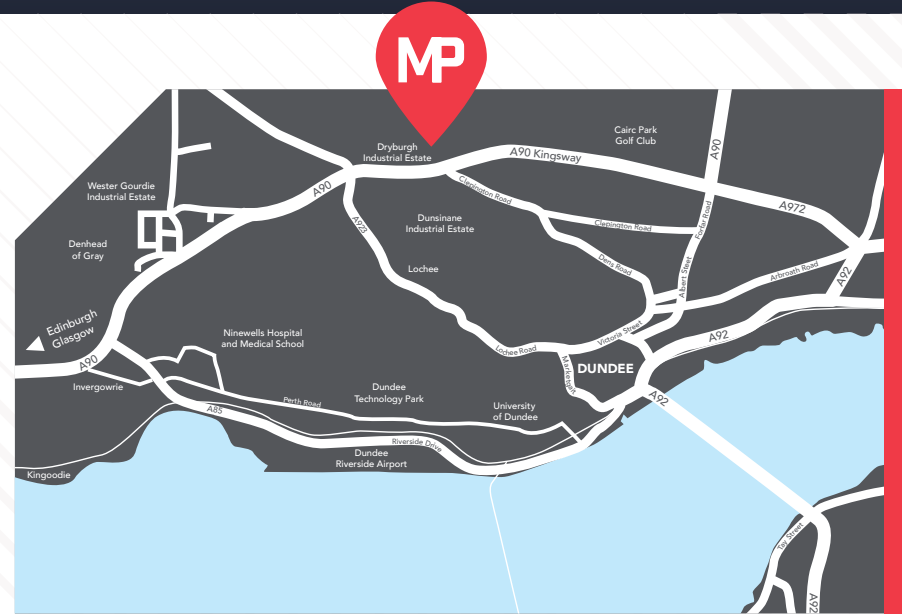 MP
Cairc Park
Golf Club
Dryburgh
Industrial Estate
A90 Kingsway
A90
Wester Gourdie
Industrial Estate
A90
Clepington Road
A972
A923
Dunsinane
Industrial Estate
Clepington Road
Forfar Road
Denhead
of Gray
Lochee
Dens Road
Albert Steet
Arbroath Road
A92
Edinburgh
Glasgow
Ninewells Hospital
and Medical School
Victoria Street
A92
Lochee Road
A90
Marketgait
DUNDEE
Invergowrie
Dundee
Technology Park
A92
Perth Road
University
of Dundee
A85
Riverside Drive
Dundee
Riverside Airport
Kingoodie
Tay Street
A92